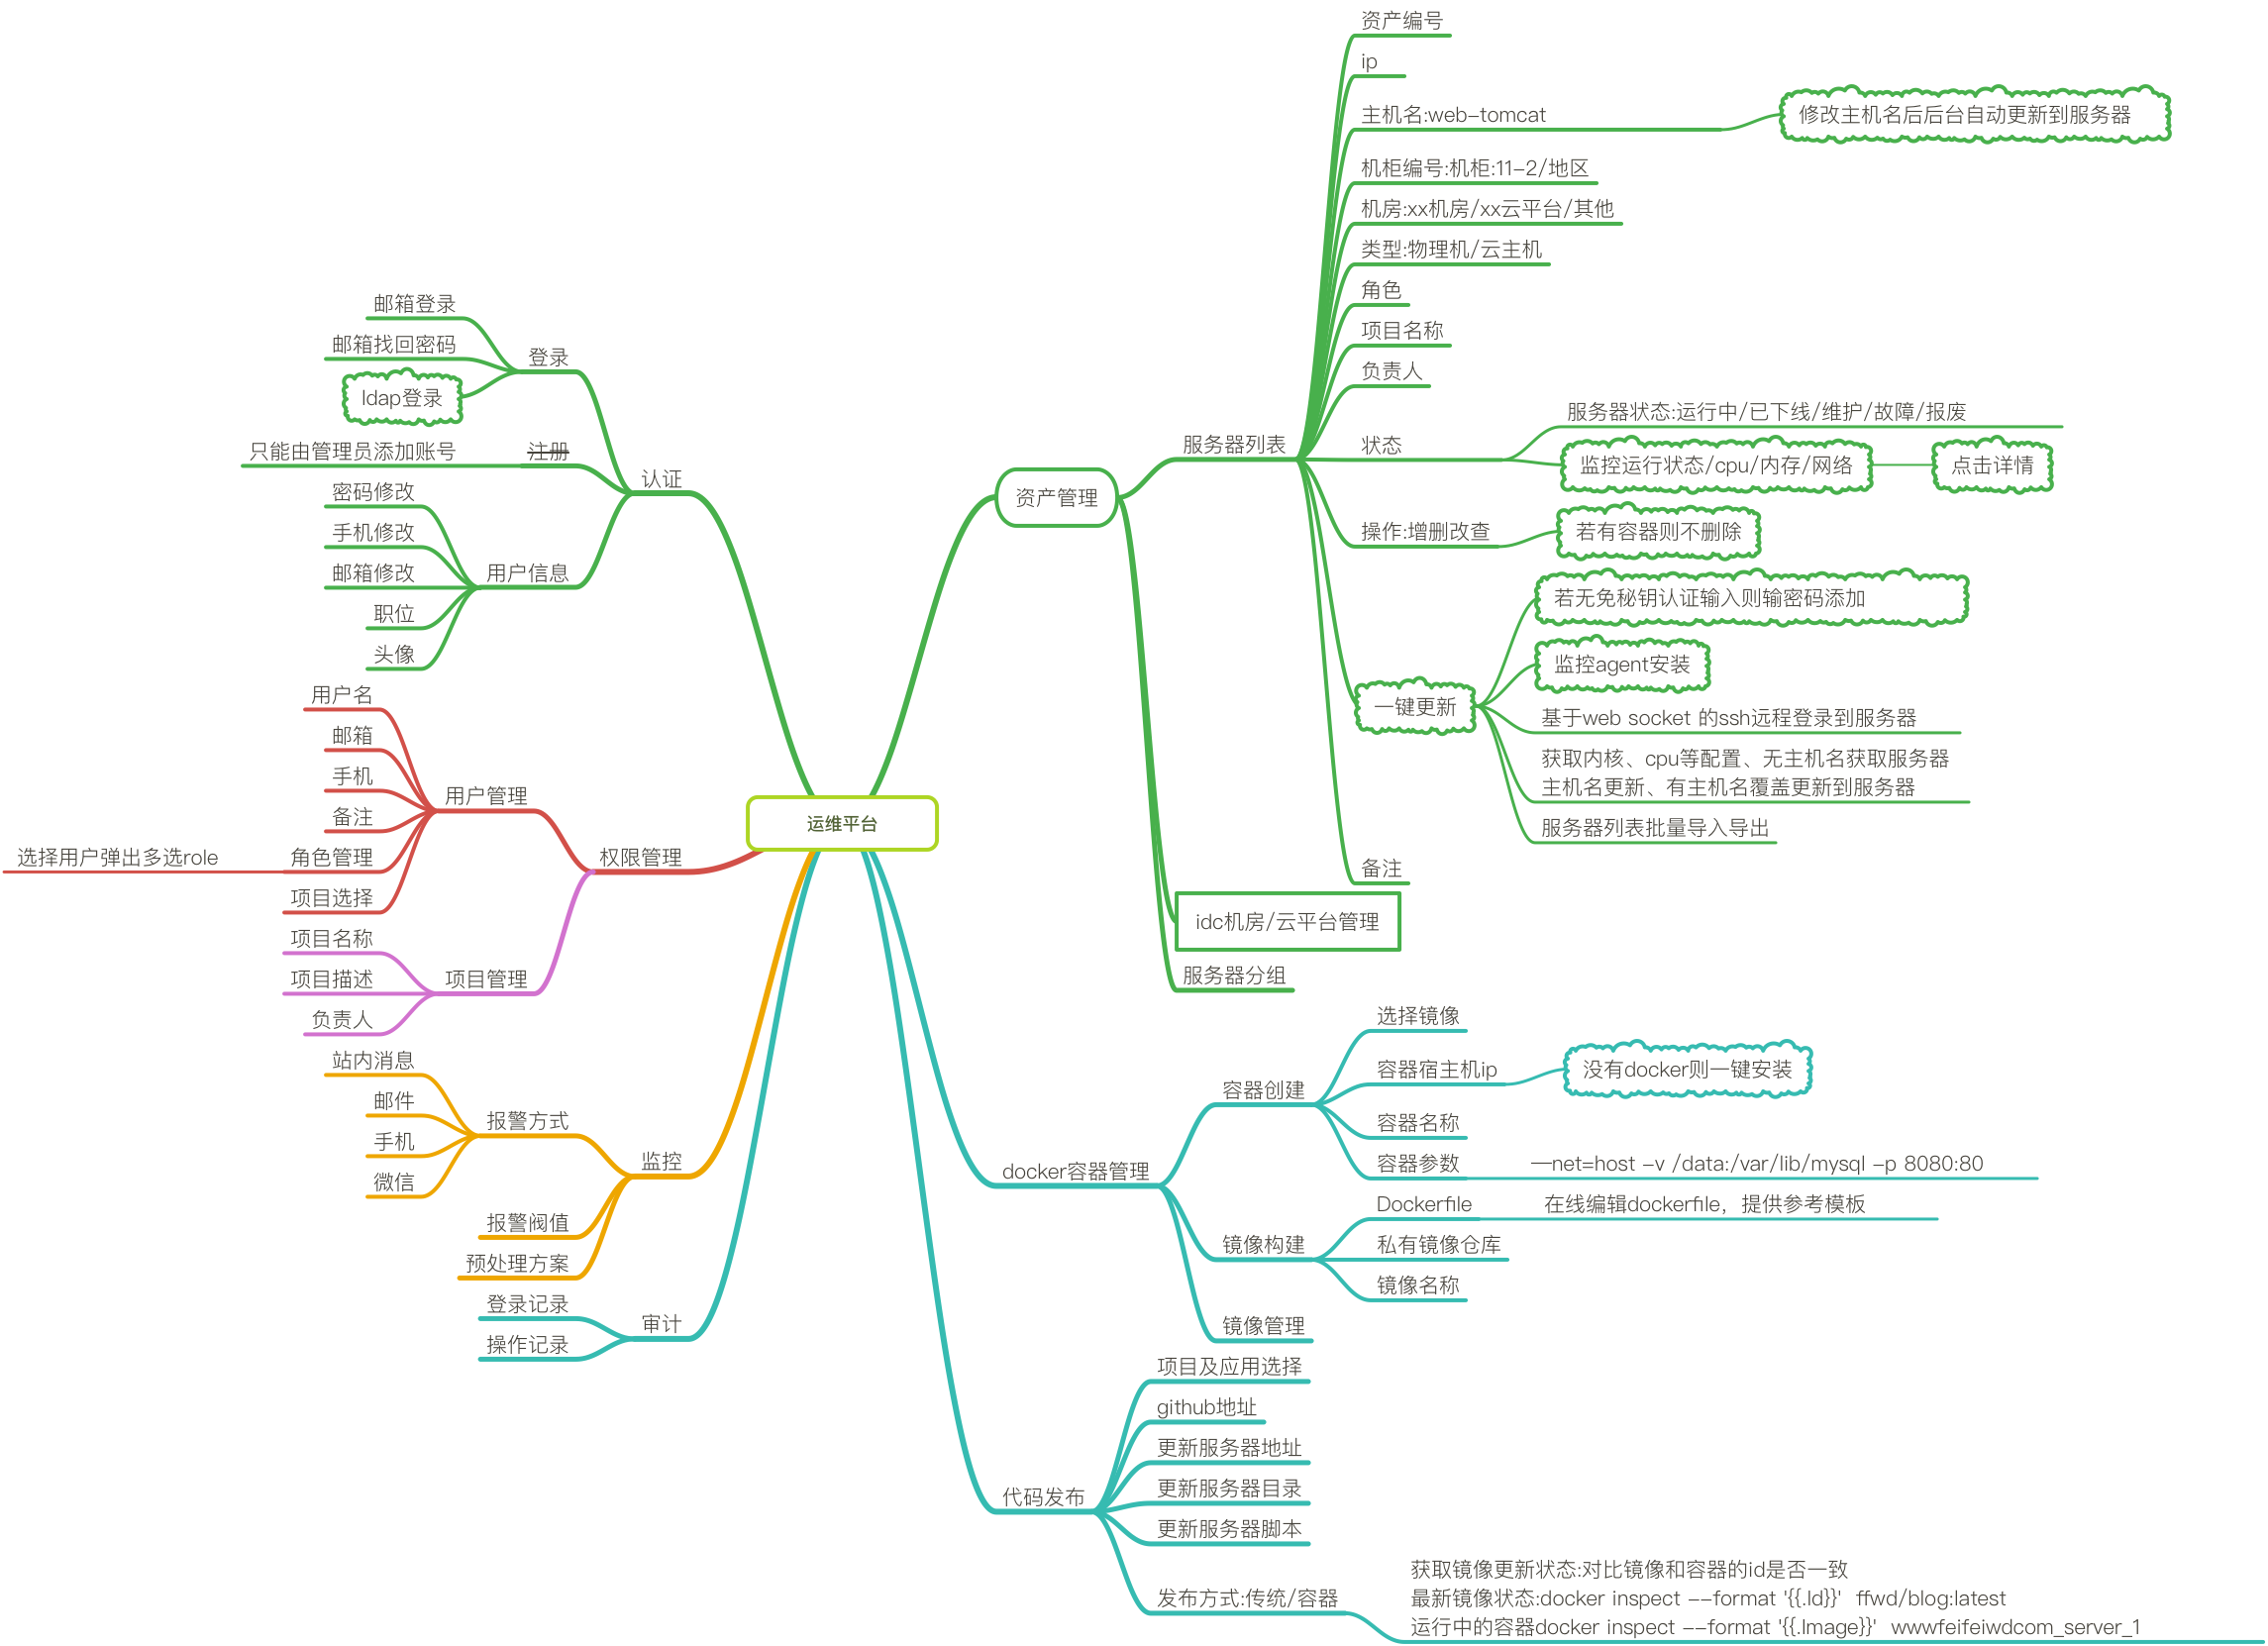 运维平台
资产管理
服务器列表
资产编号
ip
主机名:web-tomcat
修改主机名后后台自动更新到服务器
机柜编号:机柜:11-2/地区
机房:xx机房/xx云平台/其他
类型:物理机/云主机
角色
项目名称
负责人
状态
服务器状态:运行中/已下线/维护/故障/报废
监控运行状态/cpu/内存/网络
点击详情
操作:增删改查
若有容器则不删除
一键更新
若无免秘钥认证输入则输密码添加
监控agent安装
基于web socket 的ssh远程登录到服务器
获取内核、cpu等配置、无主机名获取服务器
主机名更新、有主机名覆盖更新到服务器
服务器列表批量导入导出
备注
idc机房/云平台管理
服务器分组
docker容器管理
容器创建
选择镜像
容器宿主机ip
没有docker则一键安装
容器名称
容器参数
—net=host -v /data:/var/lib/mysql -p 8080:80
镜像构建
Dockerfile
在线编辑dockerfile，提供参考模板
私有镜像仓库
镜像名称
镜像管理
代码发布
项目及应用选择
github地址
更新服务器地址
更新服务器目录
更新服务器脚本
发布方式:传统/容器
获取镜像更新状态:对比镜像和容器的id是否一致
最新镜像状态:docker inspect --format '{{.Id}}'  ffwd/blog:latest
运行中的容器docker inspect --format '{{.Image}}'  wwwfeifeiwdcom_server_1
认证
登录
邮箱登录
邮箱找回密码
ldap登录
注册
只能由管理员添加账号
用户信息
密码修改
手机修改
邮箱修改
职位
头像
权限管理
用户管理
用户名
邮箱
手机
备注
角色管理
选择用户弹出多选role
项目选择
项目管理
项目名称
项目描述
负责人
监控
报警方式
站内消息
邮件
手机
微信
报警阀值
预处理方案
审计
登录记录
操作记录